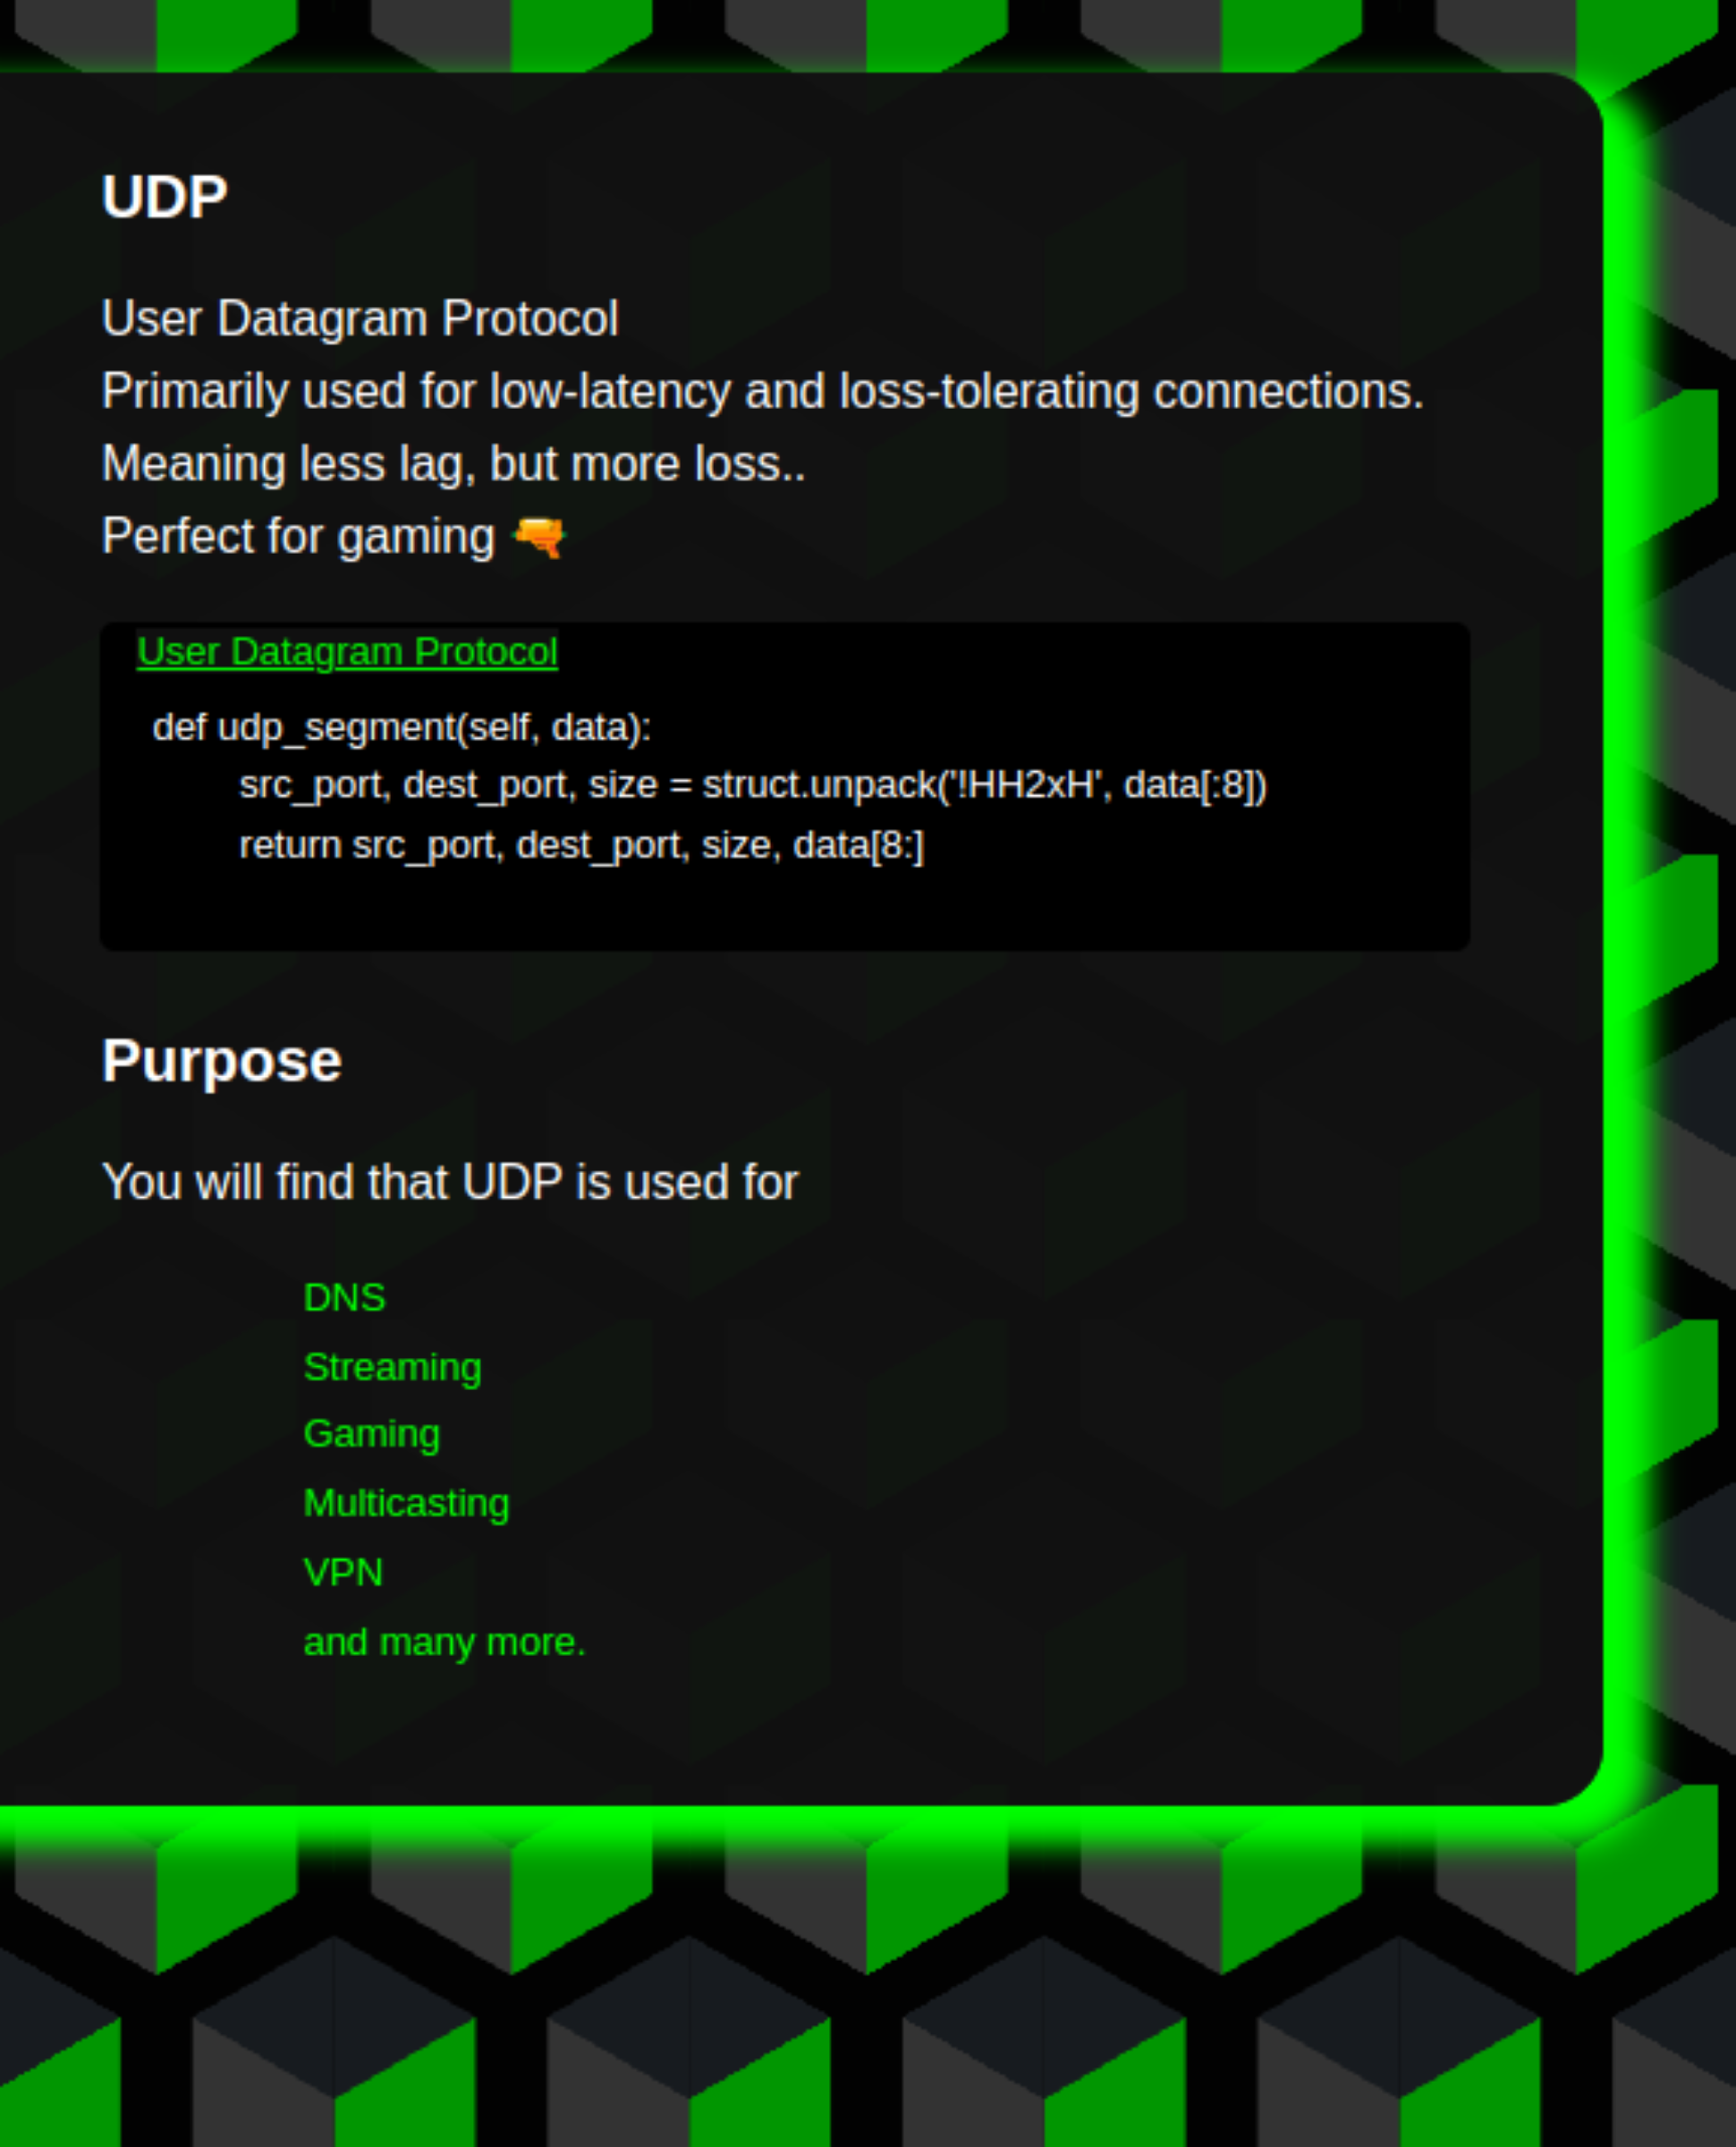 UDP
User Datagram Protocol
Primarily used for low-latency and loss-tolerating connections.
Meaning less lag, but more loss..
Perfect for gaming 🔫
User Datagram Protocol
def udp_segment(self, data):
src_port, dest_port, size = struct.unpack('!HH2xH', data[:8])
return src_port, dest_port, size, data[8:]
Purpose
You will find that UDP is used for
DNS
Streaming
Gaming
Multicasting
VPN
and many more.